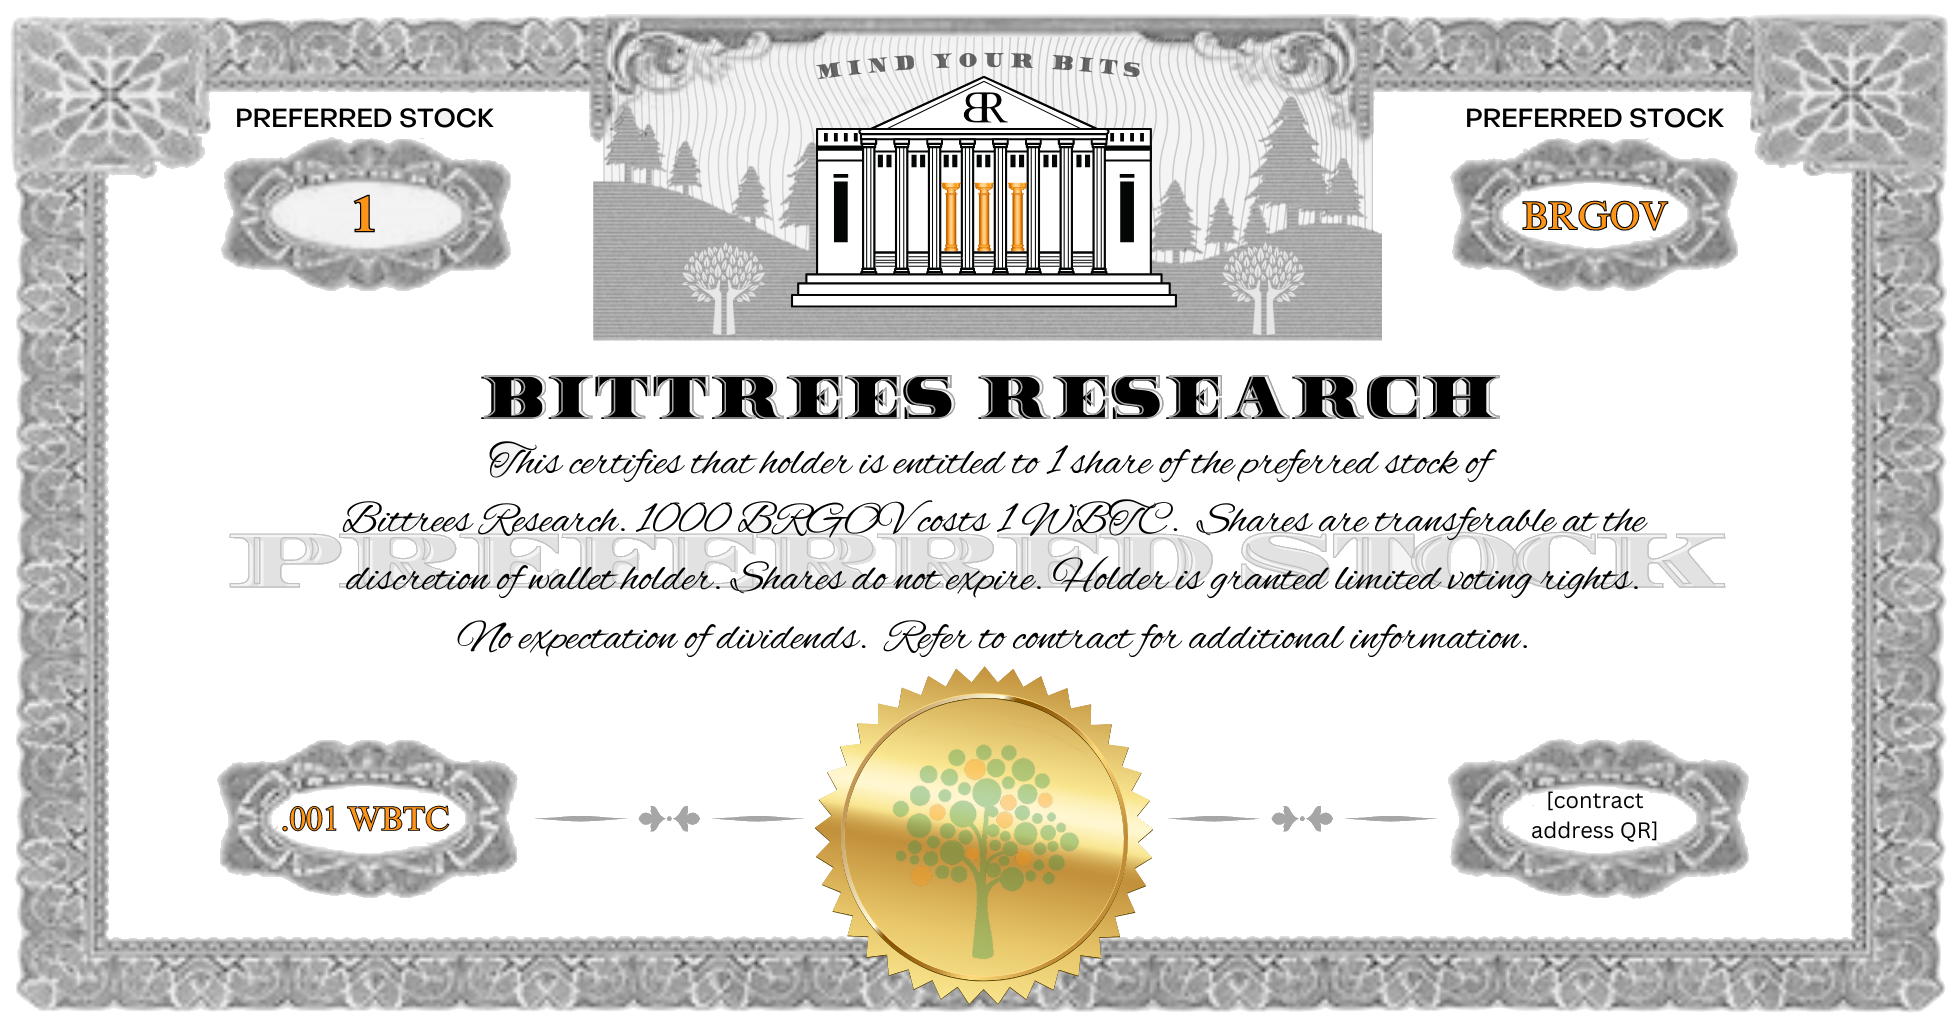 MIND YOUR BITS
BR
PREFERRED STOCK
PREFERRED STOCK
1
BRGOV
BITTREES RESEARCH
This certifies that holder is entitled to 1 share of the preferred stock of
Bittrees Research. 1000 BRGOV costs 1 WBTC. Shares are transferable at the
PREFERRED STOCK
discretion of wallet holder. Shares do not expire. Holder is granted limited voting rights.
No expectation of dividends. Refer to contract for additional information.
.001 WBTC
[contract
address QR]